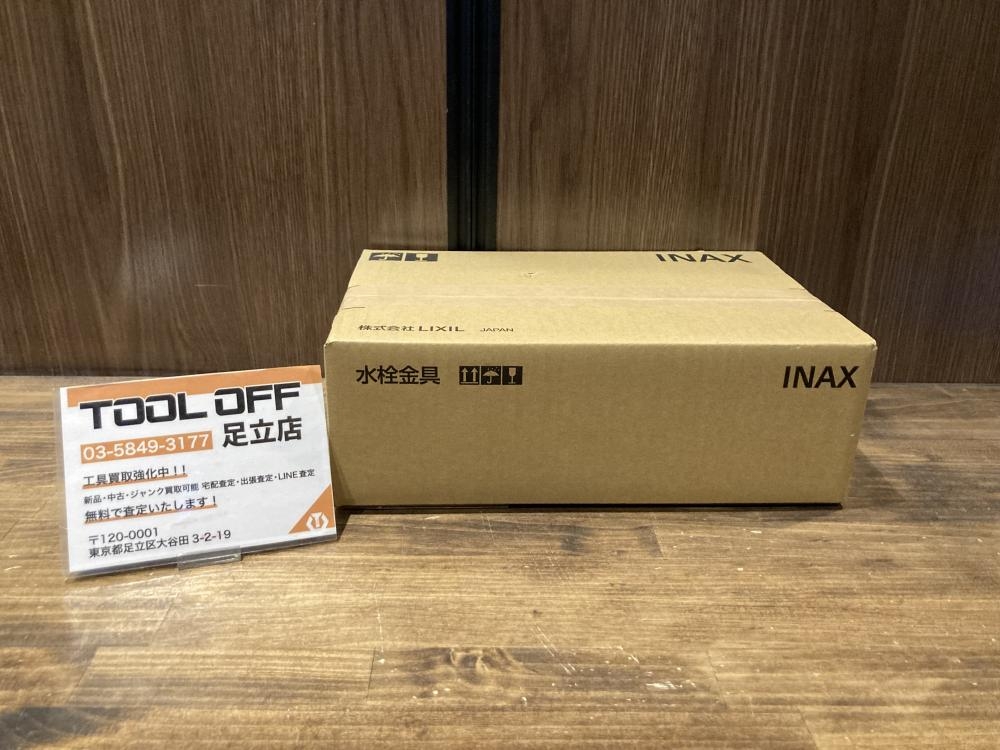 INAX
株式会社 LIXIL JAPAN
水栓金具
INAX
TOOL OFF
03-5849-3177 足立店
工具買取強化中！！
新品・中古・ジャンク買取可能 宅配査定・出張査定・LINE査定
無料で査定いたします！
〒120-0001
東京都足立区大谷田 3-2-19